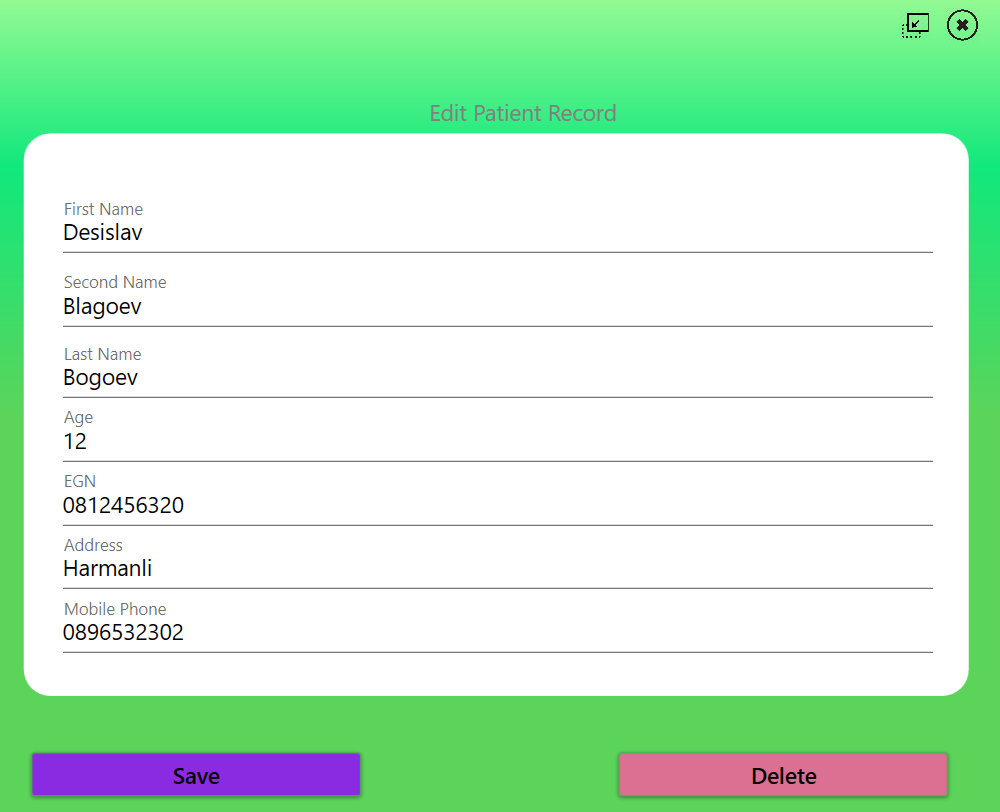 Edit Patient Record
First Name
Desislav
Second Name
Blagoev
Last Name
Bogoev
Age
12
EGN
0812456320
Address
Harmanli
Mobile Phone
0896532302
Save
Delete